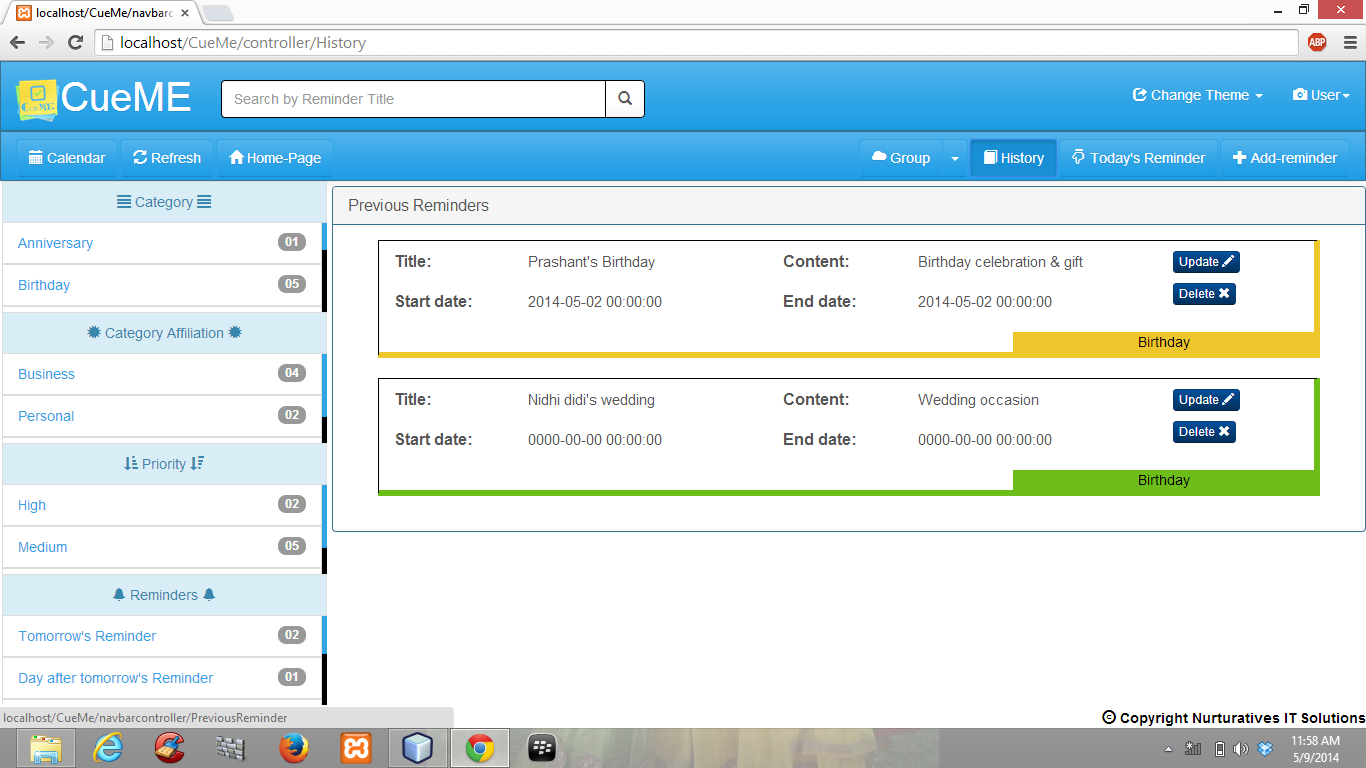 localhost/CueMe/navbarc
localhost/CueMe/controller/History
ABP
CueME
CueME
Search by Reminder Title
Change Theme
User
Calendar
Refresh
Home-Page
Group
History
Today's Reminder
Add-reminder
Category
Anniversary 01
Birthday 05
Category Affiliation
Business 04
Personal 02
Priority
High 02
Medium 05
Reminders
Tomorrow's Reminder 02
Day after tomorrow's Reminder 01
Previous Reminders
Title: Prashant's Birthday Content: Birthday celebration & gift Update
Start date: 2014-05-02 00:00:00 End date: 2014-05-02 00:00:00 Delete
Birthday
Title: Nidhi didi's wedding Content: Wedding occasion Update
Start date: 0000-00-00 00:00:00 End date: 0000-00-00 00:00:00 Delete
Birthday
localhost/CueMe/navbarcontroller/PreviousReminder
© Copyright Nurturatives IT Solutions
11:58 AM
5/9/2014